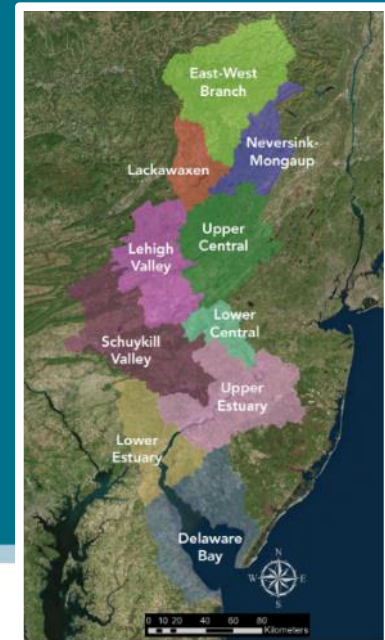 East-West
Branch
Neversink-
Mongaup
Lackawaxen
Upper
Central
Lehigh
Valley
Lower
Central
Schuykill
Valley
Upper
Estuary
Lower
Estuary
Delaware
Bay
N
W E
S
0 10 20 40 60 80
Kilometers